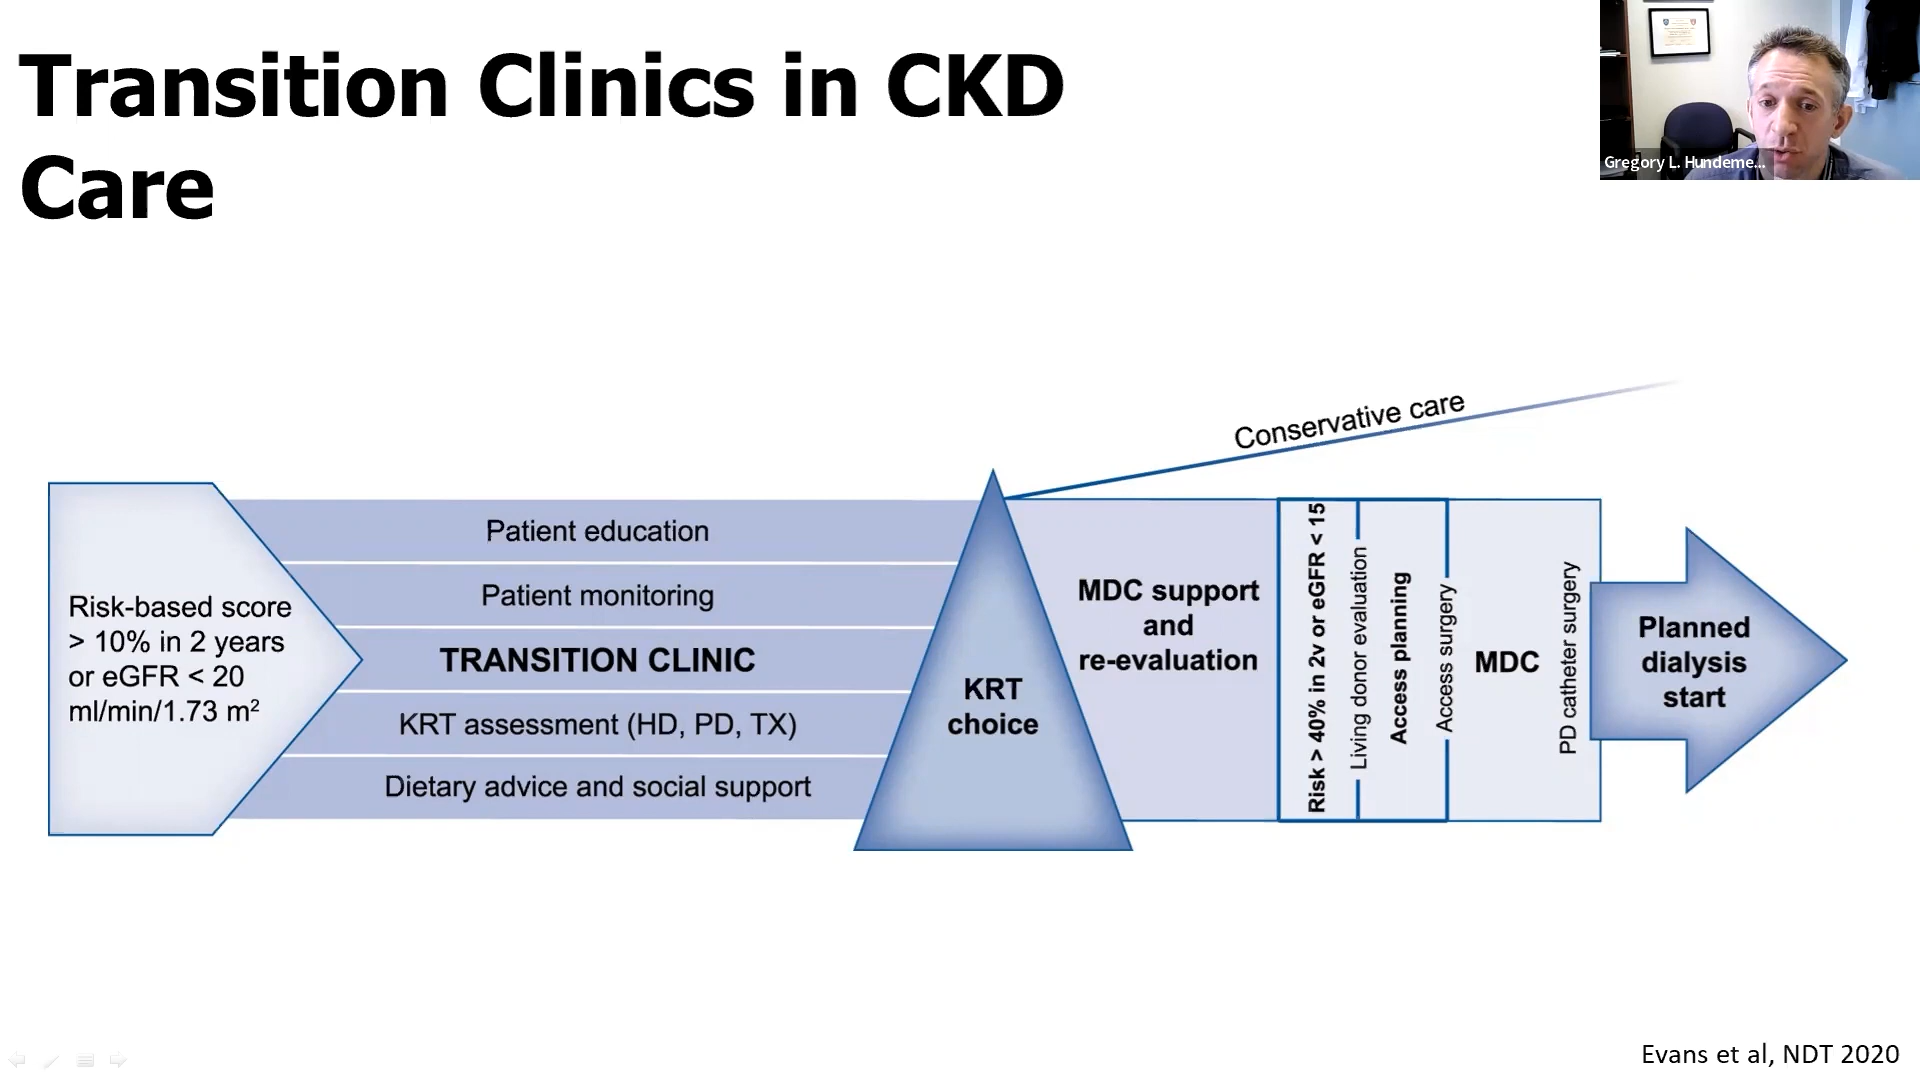 Transition Clinics in CKD
Care
Gregory L. Hundeme...
Conservative care
Risk-based score
> 10% in 2 years
or eGFR < 20
ml/min/1.73 m²
Patient education
Patient monitoring
TRANSITION CLINIC
KRT assessment (HD, PD, TX)
Dietary advice and social support
KRT
choice
MDC support
and
re-evaluation
Risk > 40% in 2v or eGFR < 15
Living donor evaluation
Access planning
Access surgery
MDC
PD catheter surgery
Planned
dialysis
start
Evans et al, NDT 2020